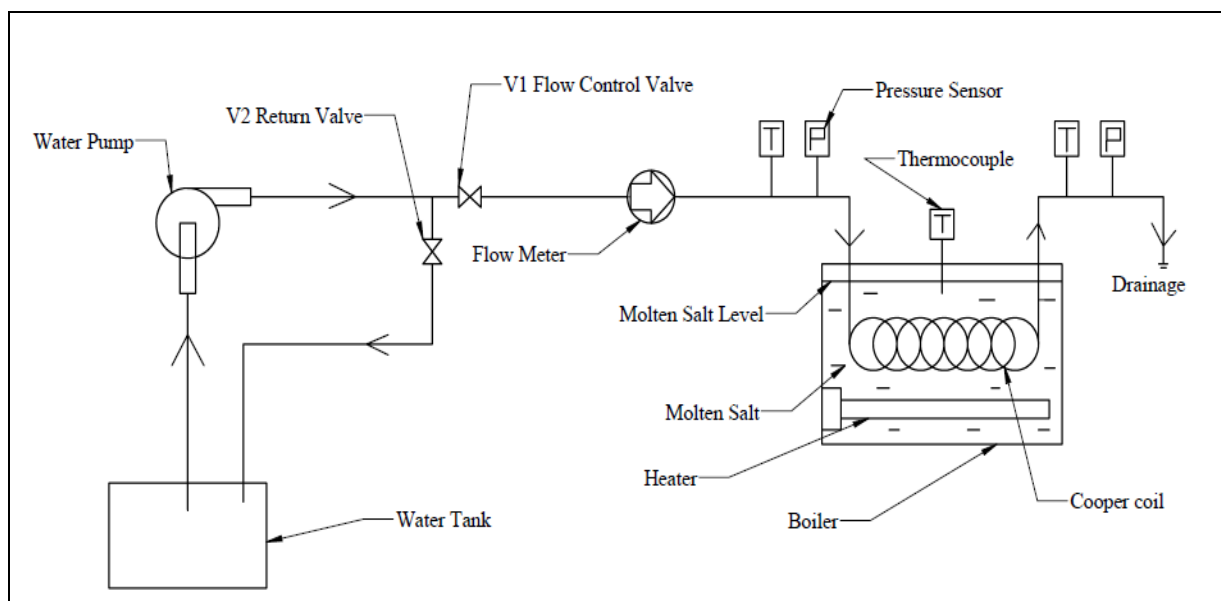 V1 Flow Control Valve
Pressure Sensor
V2 Return Valve
Water Pump
T
P
T
P
Thermocouple
T
Flow Meter
Drainage
Molten Salt Level
Molten Salt
Heater
Cooper coil
Boiler
Water Tank